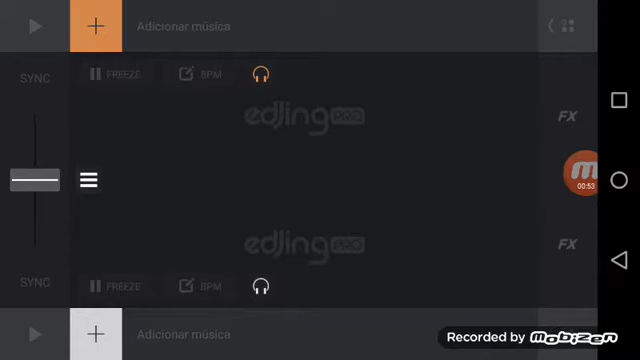 Adicionar música
SYNC
FREEZE
BPM
edjing PRO
FX
00:53
edjing PRO
FX
SYNC
FREEZE
BPM
Adicionar música
Recorded by mobizen